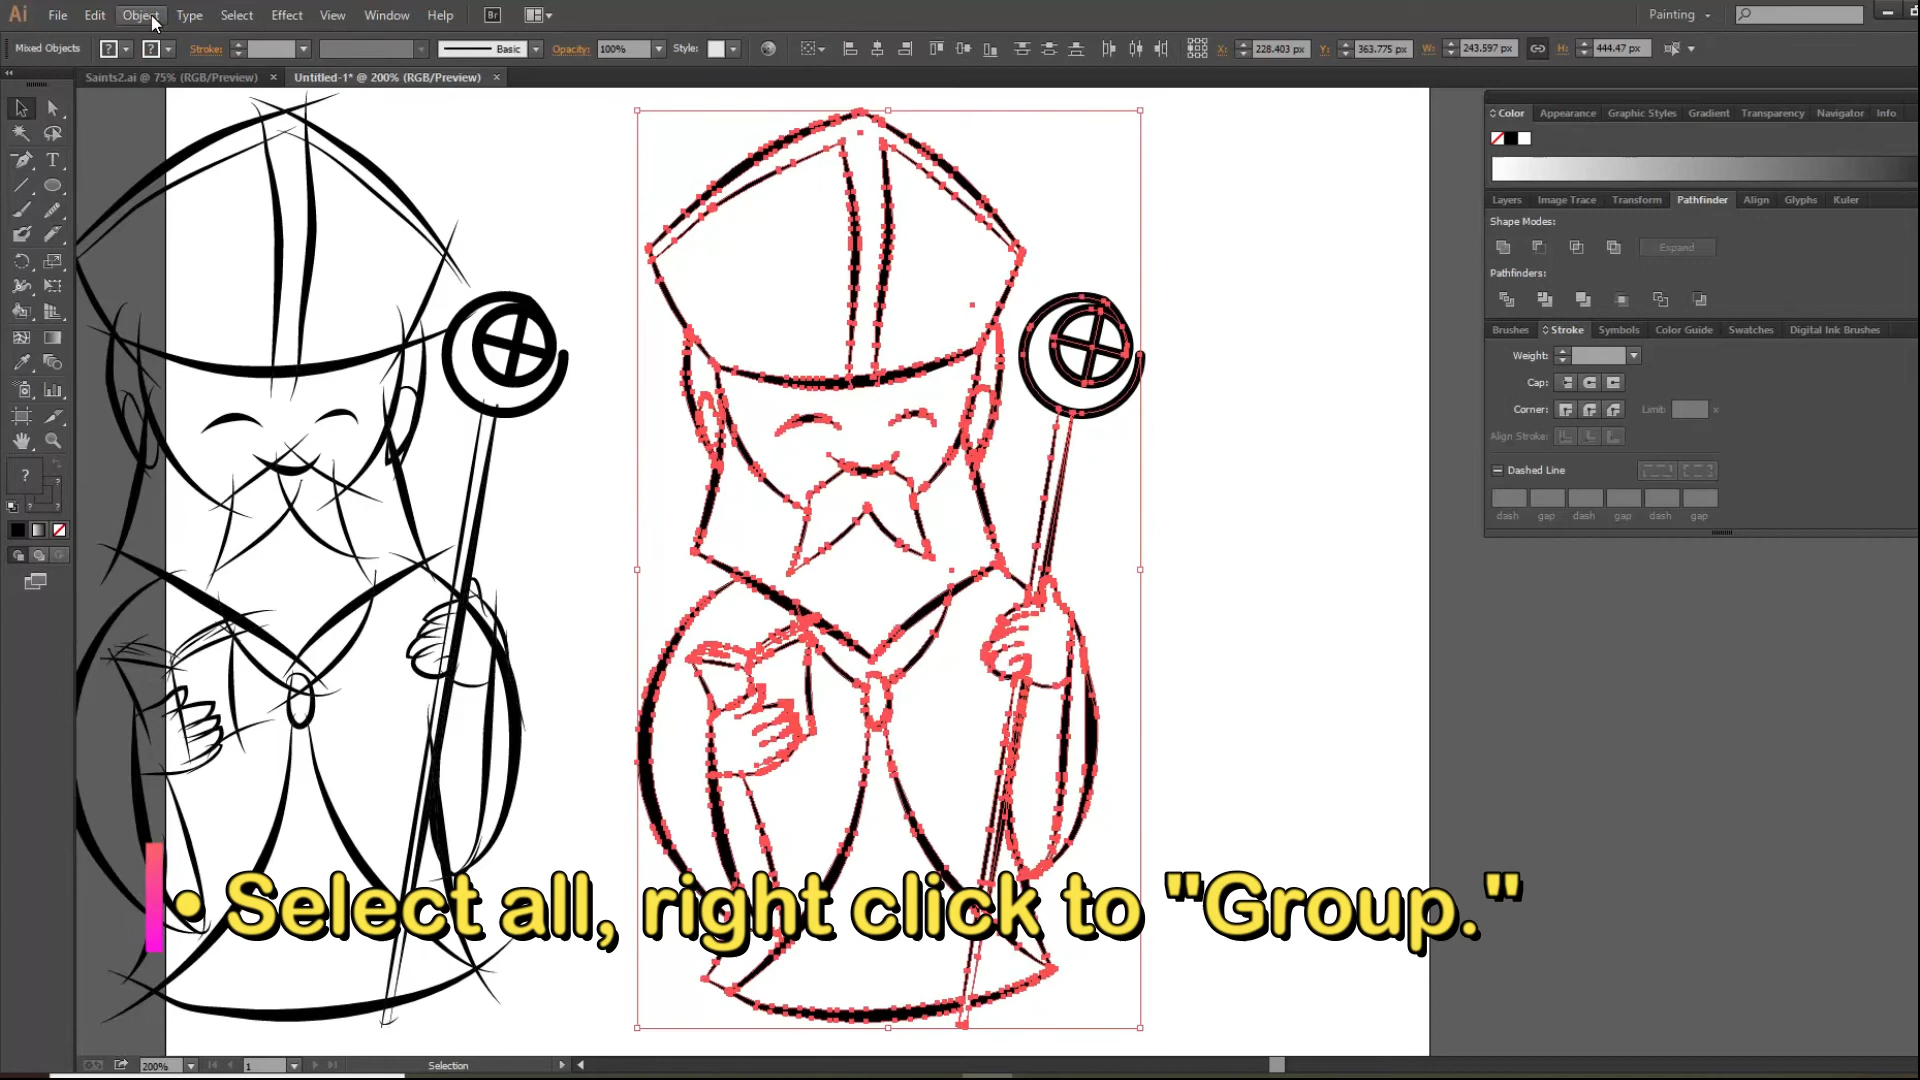 Ai File Edit Object Type Select Effect View Window Help Br Painting
Mixed Objects ? ? Stroke: Basic Opacity: 100% Style: X: 228.403 px Y: 363.775 px W: 243.597 px H: 444.47 px
Saints2.ai @ 75% (RGB/Preview) × Untitled-1* @ 200% (RGB/Preview) ×
Color Appearance Graphic Styles Gradient Transparency Navigator Info
Layers Image Trace Transform Pathfinder Align Glyphs Kuler
Shape Modes:
Expand
Pathfinders:
Brushes Stroke Symbols Color Guide Swatches Digital Ink Brushes
Weight:
Cap:
Corner: Limit: x
Align Stroke:
Dashed Line
dash gap dash gap dash gap
• Select all, right click to "Group."
200% 1 Selection